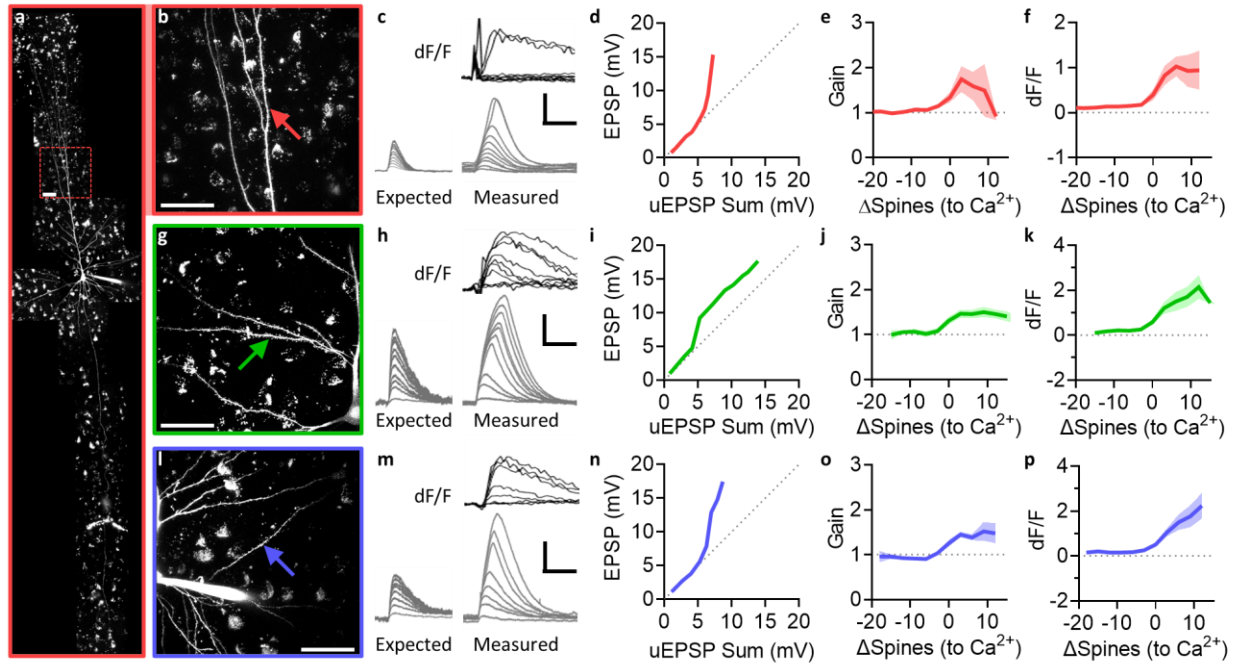 a
b
c
dF/F
Expected
Measured
d
EPSP (mV)
20
15
10
5
0
0
5
10
15
20
uEPSP Sum (mV)
e
Gain
3
2
1
0
-20
-10
0
10
ΔSpines (to Ca2+)
f
dF/F
2
1
0
-1
-20
-10
0
10
ΔSpines (to Ca2+)
g
h
dF/F
Expected
Measured
i
EPSP (mV)
20
15
10
5
0
0
5
10
15
20
uEPSP Sum (mV)
j
Gain
3
2
1
0
-20
-10
0
10
ΔSpines (to Ca2+)
k
dF/F
4
2
0
-2
-20
-10
0
10
ΔSpines (to Ca2+)
l
m
dF/F
Expected
Measured
n
EPSP (mV)
20
15
10
5
0
0
5
10
15
20
uEPSP Sum (mV)
o
Gain
3
2
1
0
-20
-10
0
10
ΔSpines (to Ca2+)
p
dF/F
4
2
0
-2
-20
-10
0
10
ΔSpines (to Ca2+)